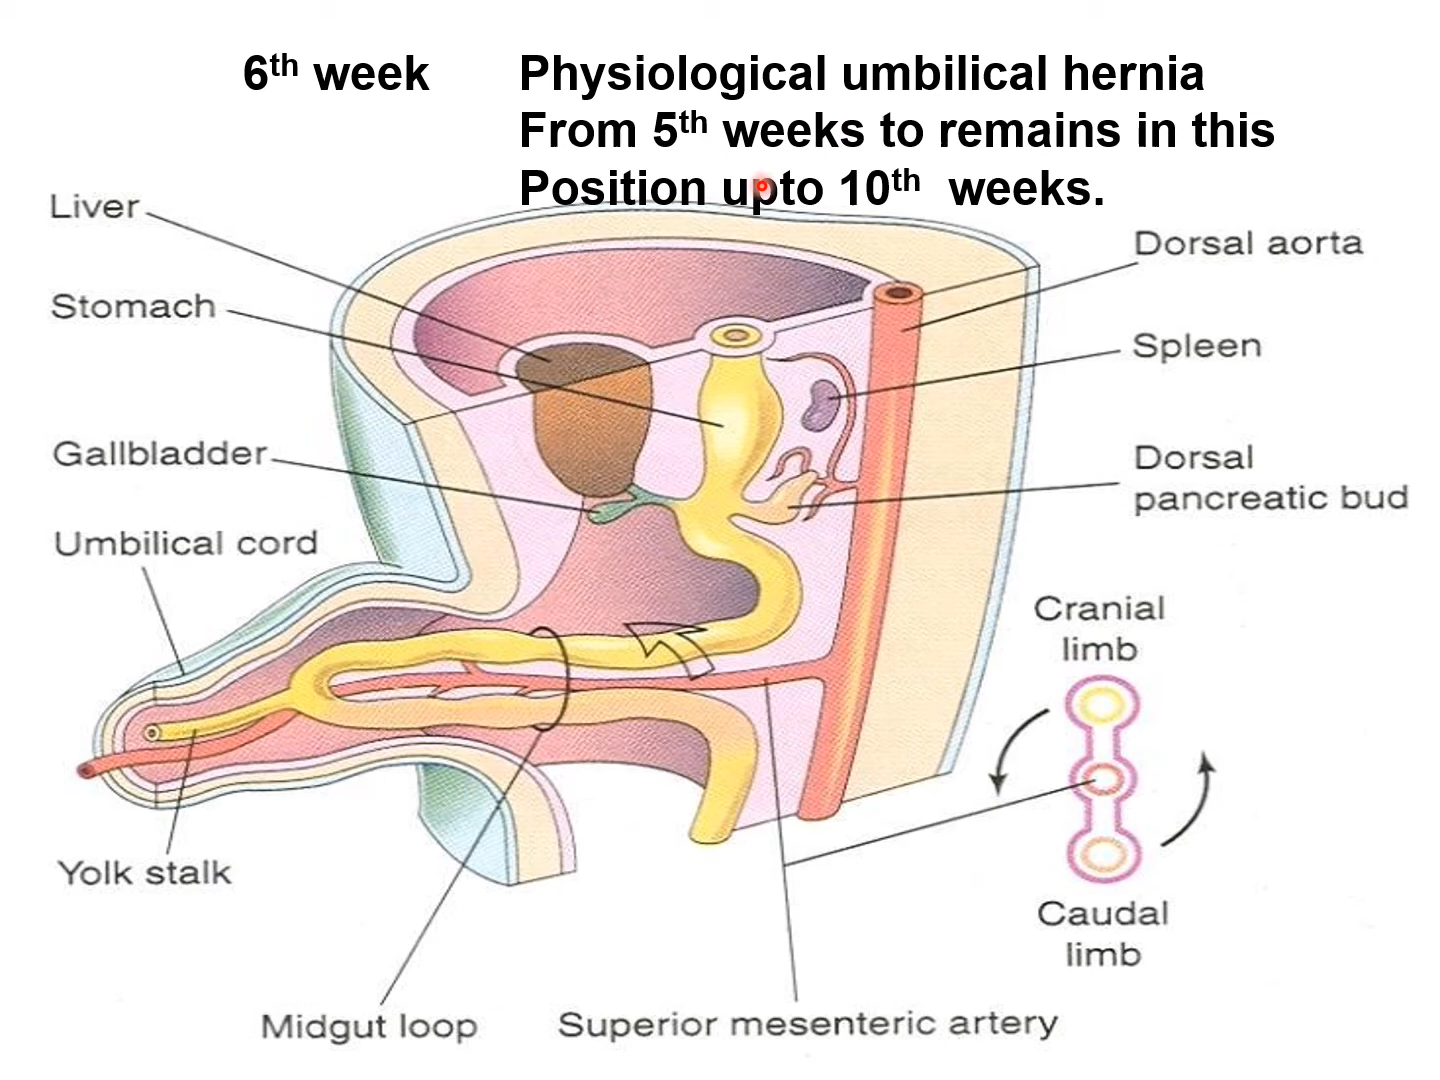 6th week
Physiological umbilical hernia
From 5th weeks to remains in this
Position upto 10th weeks.
Liver
Stomach
Gallbladder
Umbilical cord
Yolk stalk
Midgut loop
Superior mesenteric artery
Dorsal aorta
Spleen
Dorsal
pancreatic bud
Cranial
limb
Caudal
limb